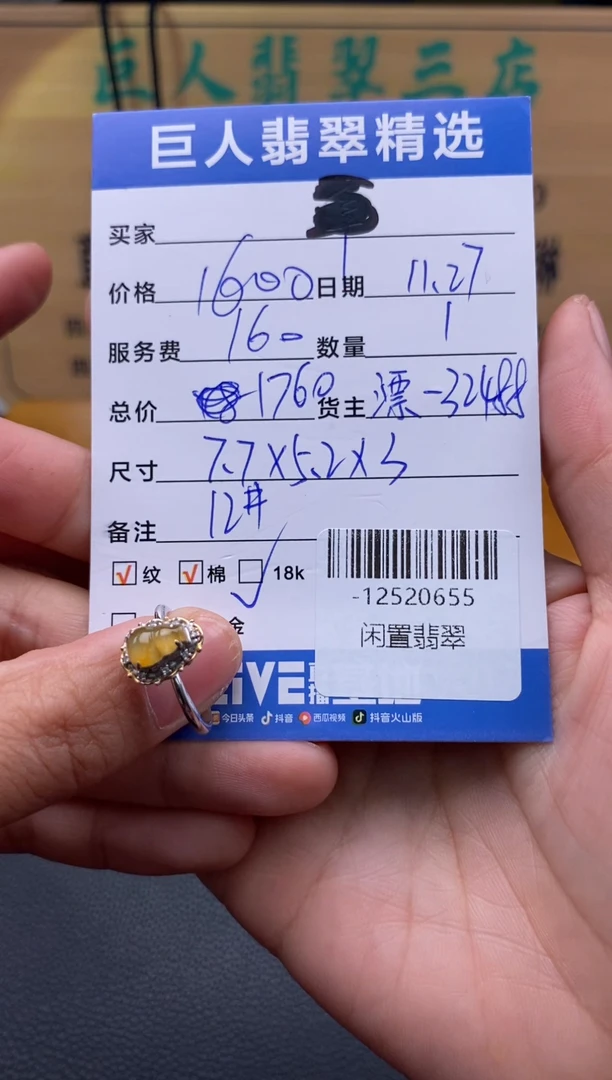 巨人翡翠三店
巨人翡翠精选
买家
价格 1600 日期 11.27
服务费 160 数量 1
总价 1760 货主 漂-32488
尺寸 7.7X5.2X3
备注 12#
✓纹 ✓棉 ✓18k
金
-12520655
闲置翡翠
LIVE
今日头条 抖音 西瓜视频 抖音火山版